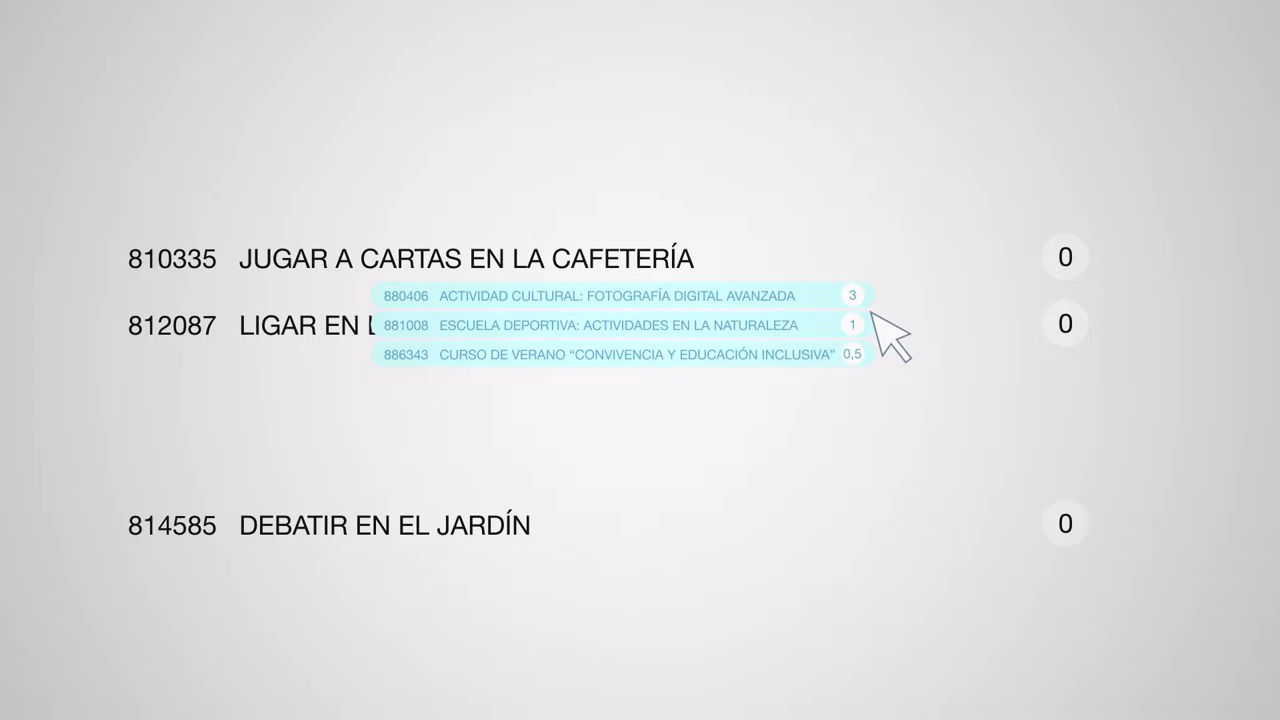 810335 JUGAR A CARTAS EN LA CAFETERÍA 0
880406 ACTIVIDAD CULTURAL: FOTOGRAFÍA DIGITAL AVANZADA 3
812087 LIGAR EN 0
881008 ESCUELA DEPORTIVA: ACTIVIDADES EN LA NATURALEZA 1
886343 CURSO DE VERANO “CONVIVENCIA Y EDUCACIÓN INCLUSIVA” 0,5
814585 DEBATIR EN EL JARDÍN 0